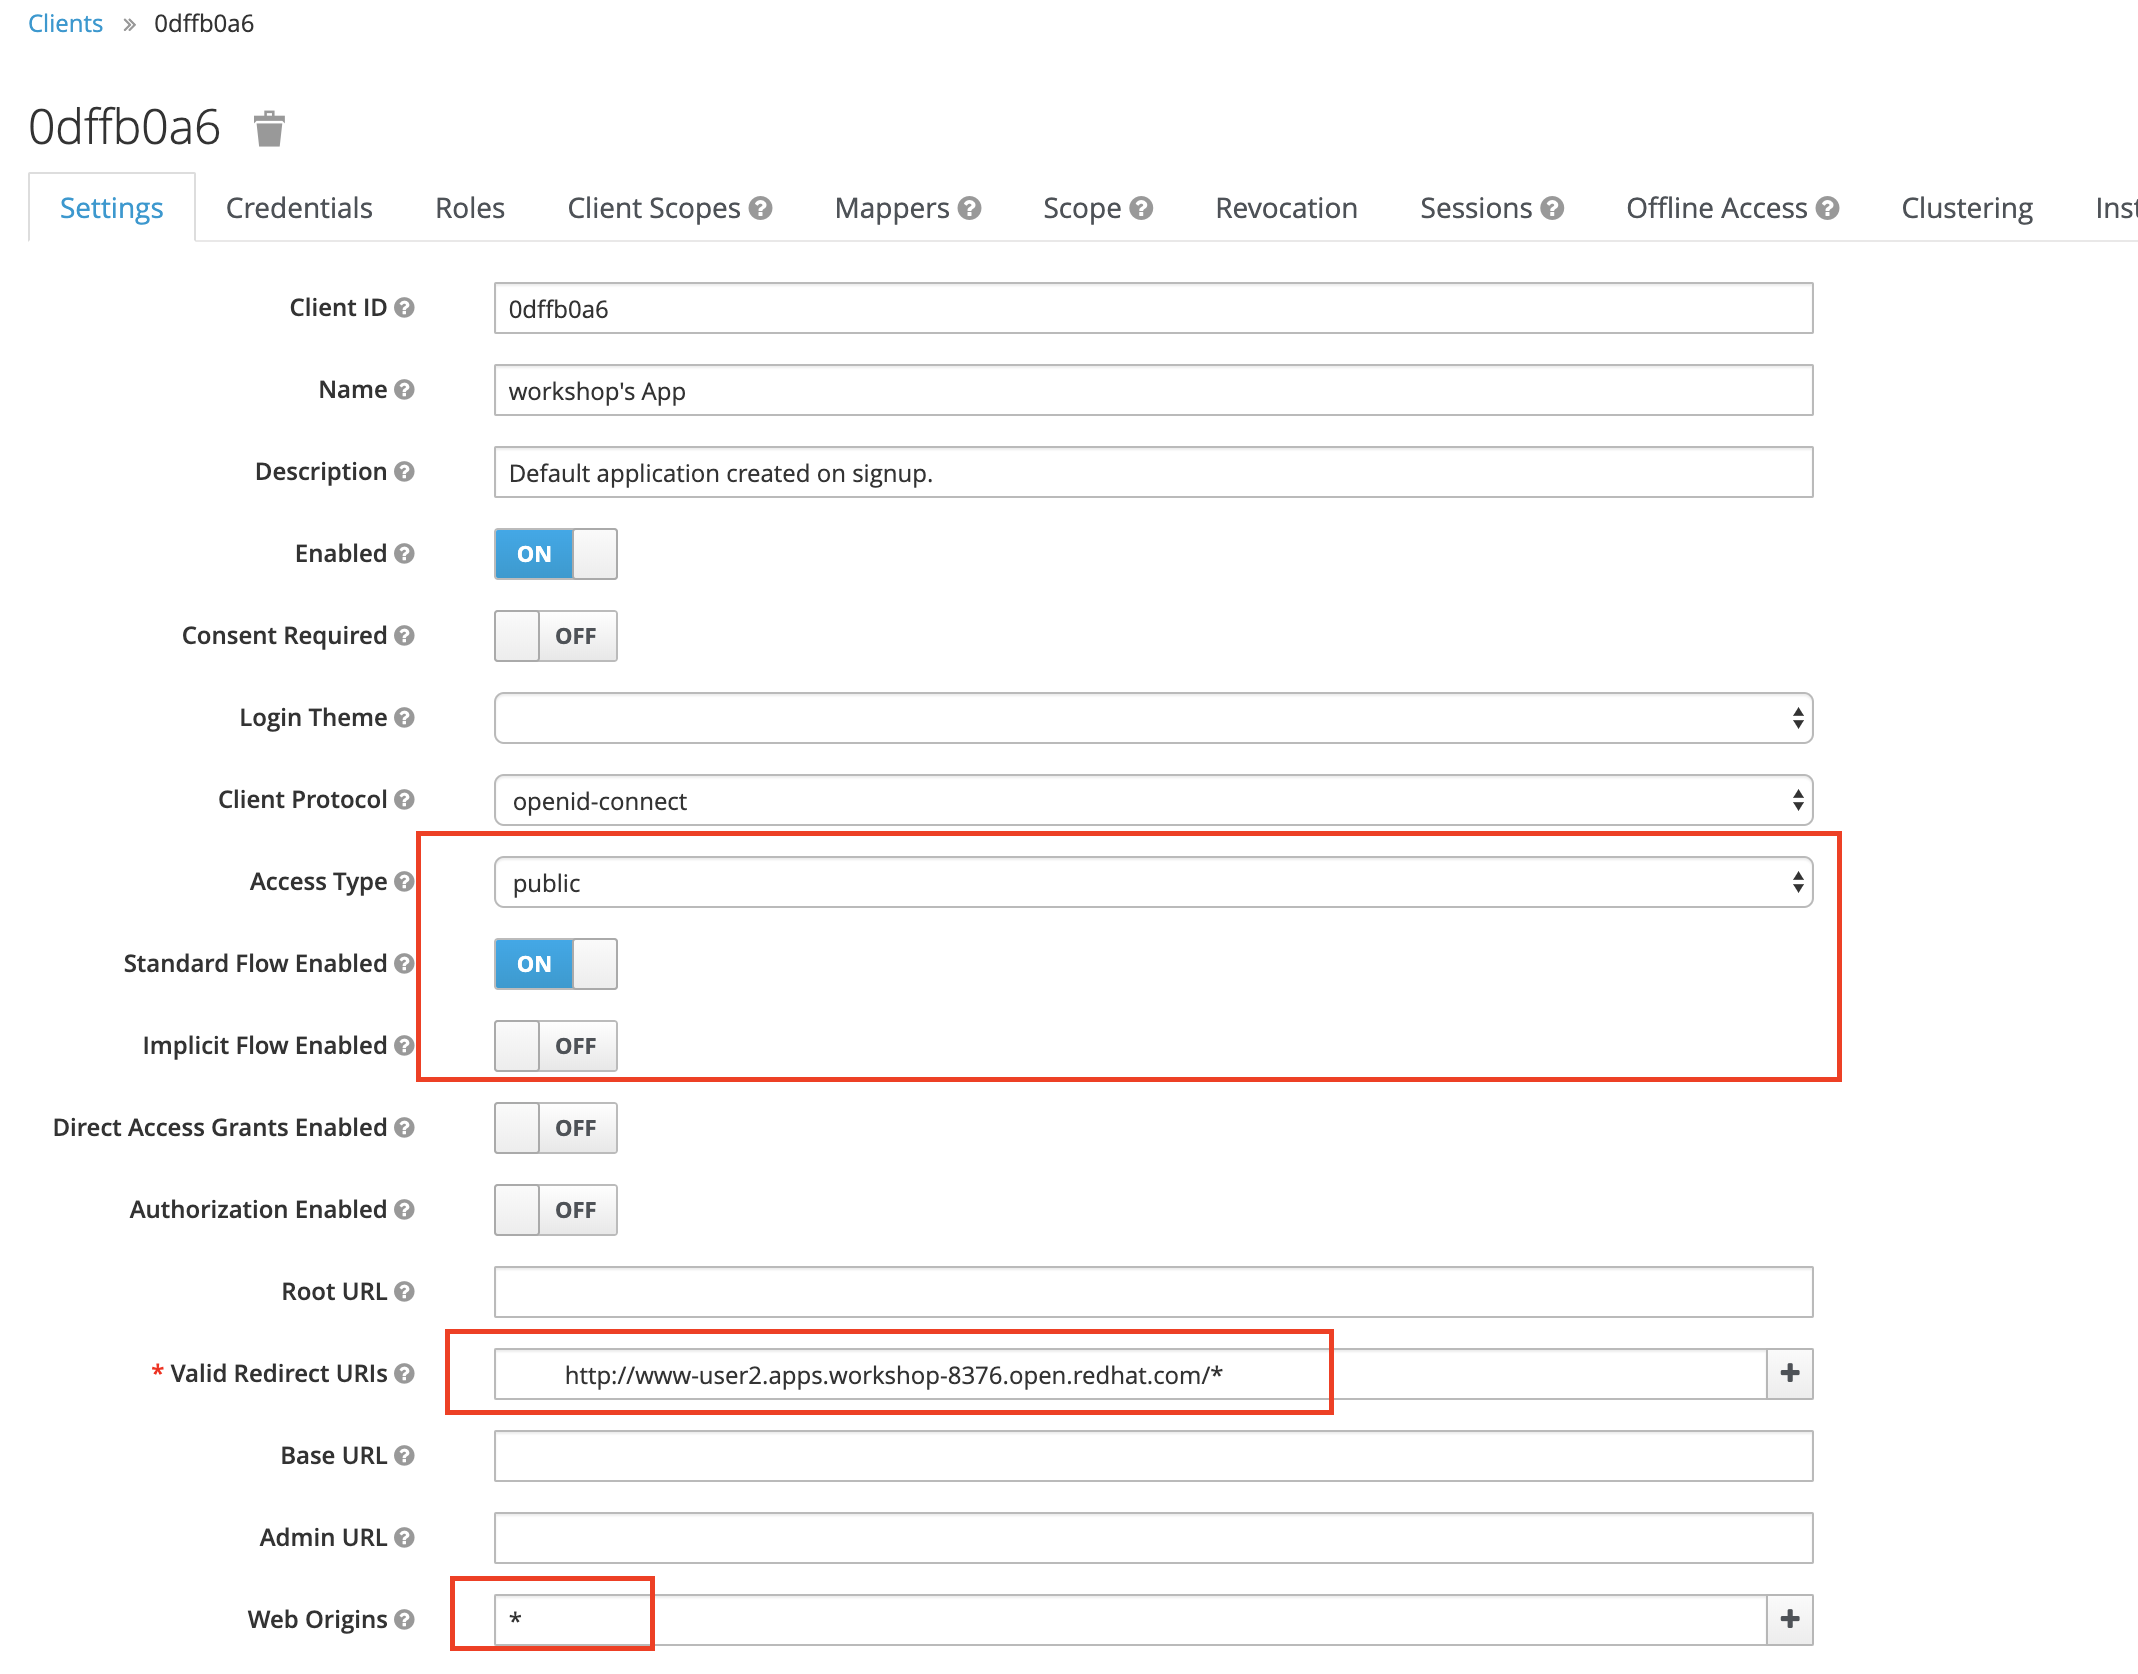 Clients » 0dffb0a6
0dffb0a6
Settings Credentials Roles Client Scopes ? Mappers ? Scope ? Revocation Sessions ? Offline Access ? Clustering Inst
Client ID ? 0dffb0a6
Name ? workshop's App
Description ? Default application created on signup.
Enabled ? ON
Consent Required ? OFF
Login Theme ?
Client Protocol ? openid-connect
Access Type ? public
Standard Flow Enabled ? ON
Implicit Flow Enabled ? OFF
Direct Access Grants Enabled ? OFF
Authorization Enabled ? OFF
Root URL ?
* Valid Redirect URIs ? http://www-user2.apps.workshop-8376.open.redhat.com/* +
Base URL ?
Admin URL ?
Web Origins ? * +